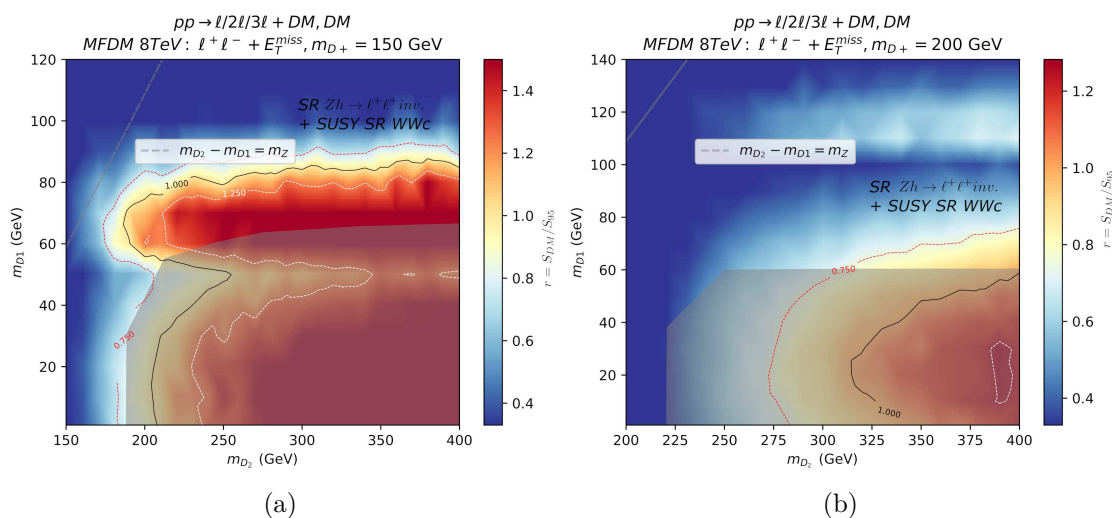 pp → ℓ/2ℓ/3ℓ + DM, DM
MFDM 8TeV : ℓ⁺ℓ⁻ + E_T^miss, m_D+ = 150 GeV
120
100
80
60
40
20
m_D1 (GeV)
SR Zh → ℓ⁺ℓ⁺inv.
+ SUSY SR WWc
m_D₂ − m_D1 = m_Z
1.000
1.250
0.750
150
200
250
300
350
400
m_D₂ (GeV)
1.4
1.2
1.0
0.8
0.6
0.4
r = S_DM/S_95
(a)
pp → ℓ/2ℓ/3ℓ + DM, DM
MFDM 8TeV : ℓ⁺ℓ⁻ + E_T^miss, m_D+ = 200 GeV
140
120
100
80
60
40
20
m_D1 (GeV)
m_D₂ − m_D1 = m_Z
SR Zh → ℓ⁺ℓ⁺inv.
+ SUSY SR WWc
0.750
1.000
200
225
250
275
300
325
350
375
400
m_D₂ (GeV)
1.2
1.0
0.8
0.6
0.4
r = S_DM/S_95
(b)